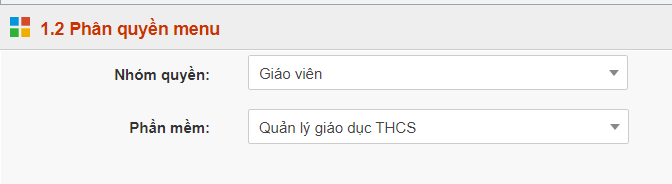 1.2 Phân quyền menu
Nhóm quyền: Giáo viên
Phần mềm: Quản lý giáo dục THCS